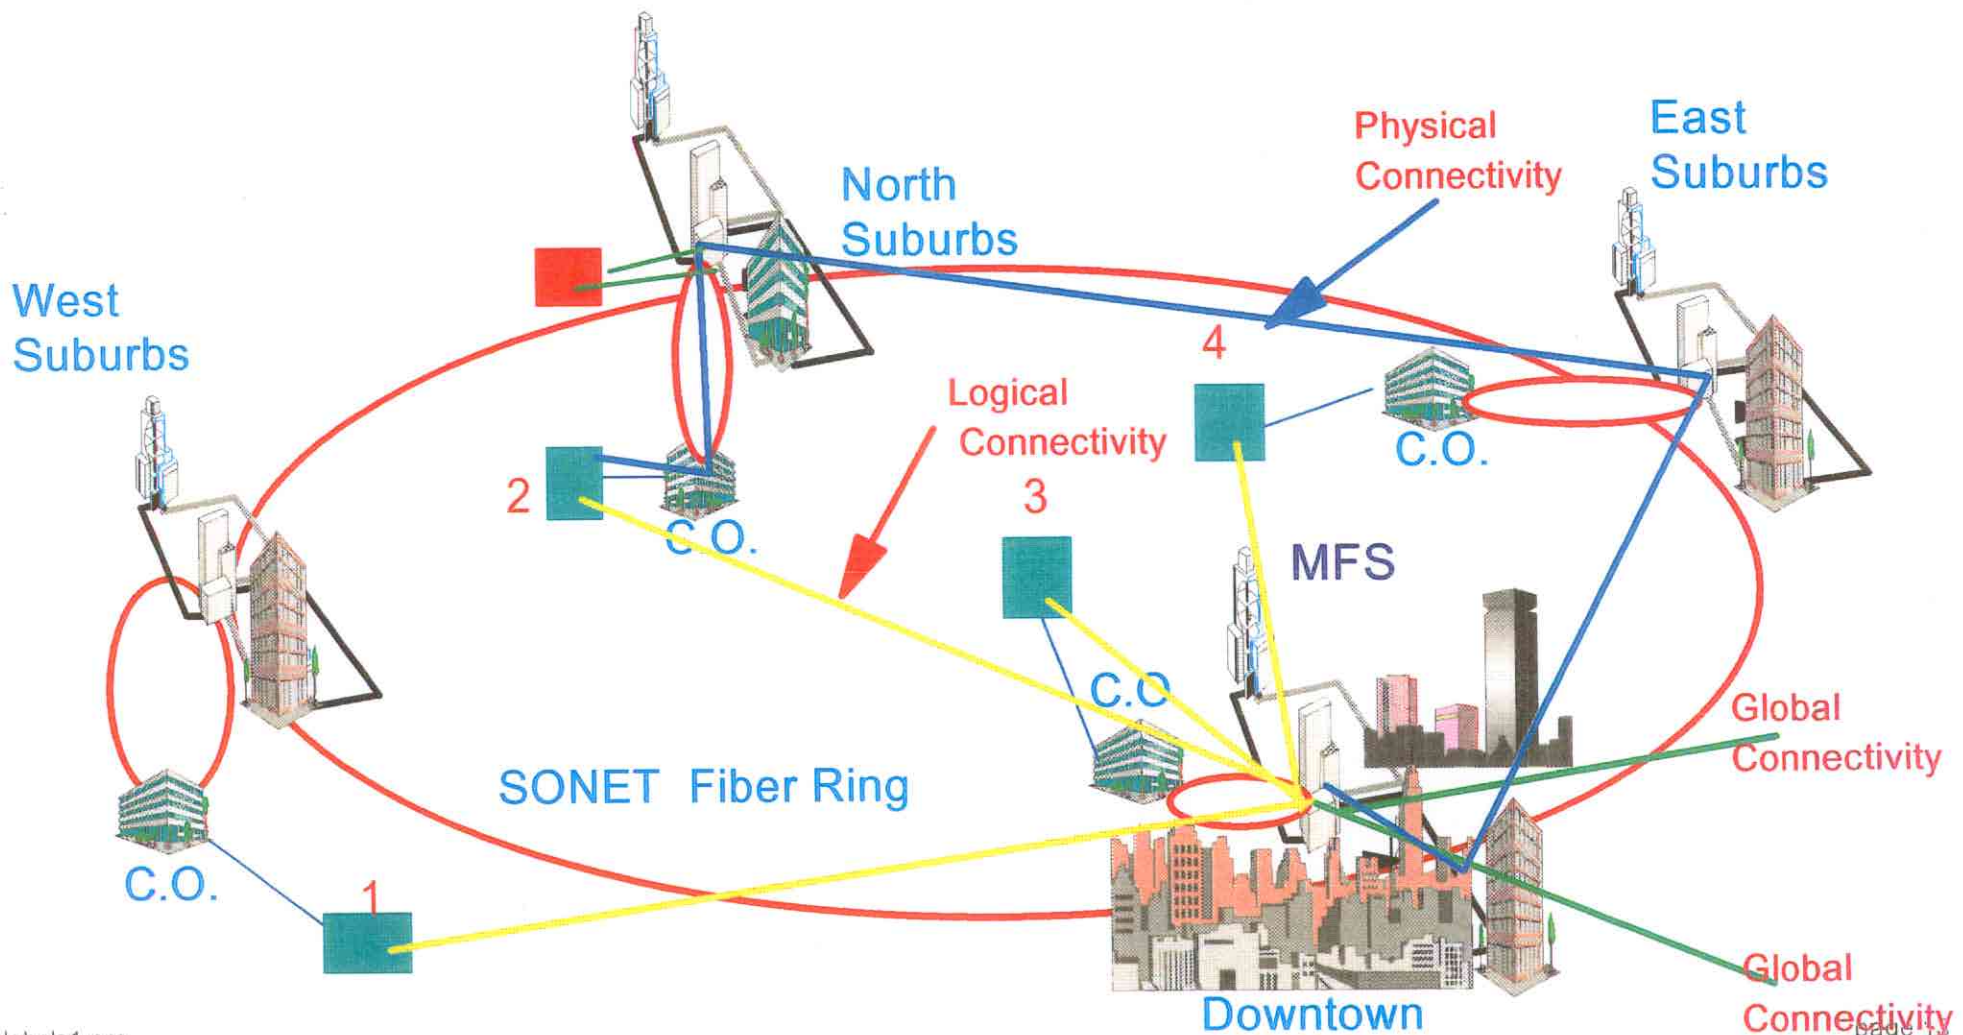 East
Suburbs
Physical
Connectivity
North
Suburbs
West
Suburbs
4
Logical
Connectivity
C.O.
2
3
C.O.
MFS
C.O
Global
Connectivity
SONET Fiber Ring
C.O.
1
Global
Connectivity
Downtown
page